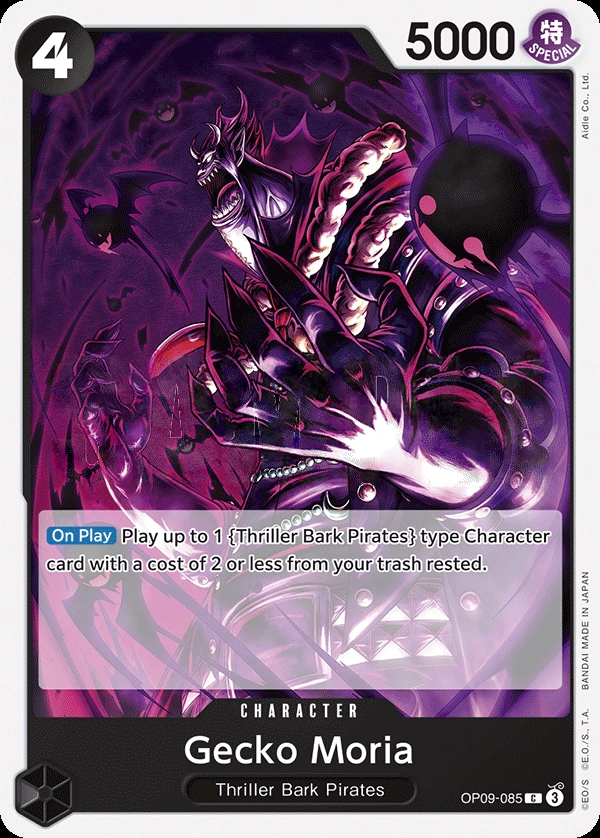 4
5000
特
SPECIAL
Aidle Co., Ltd.
On Play Play up to 1 {Thriller Bark Pirates} type Character
card with a cost of 2 or less from your trash rested.
CHARACTER
Gecko Moria
Thriller Bark Pirates
OP09-085 C 3
©EO/S ©E.O./S., T.A. BANDAI MADE IN JAPAN